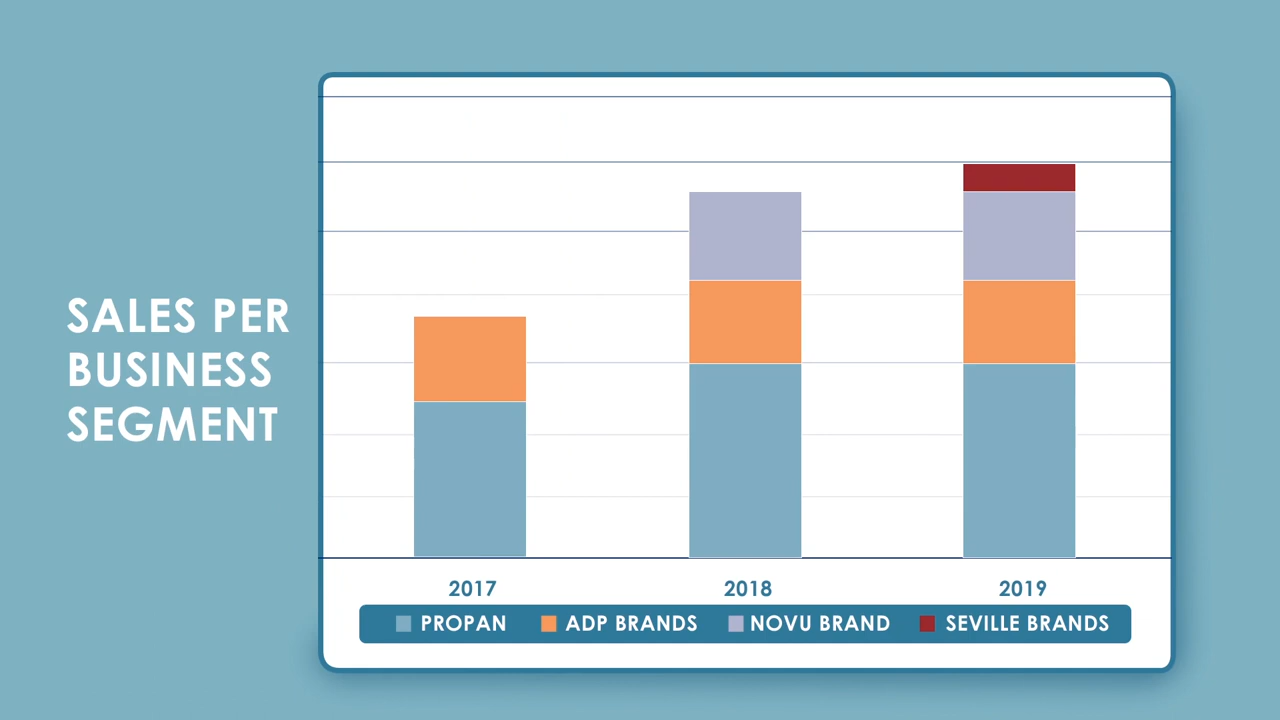 SALES PER
BUSINESS
SEGMENT
2017 2018 2019
PROPAN ADP BRANDS NOVU BRAND SEVILLE BRANDS